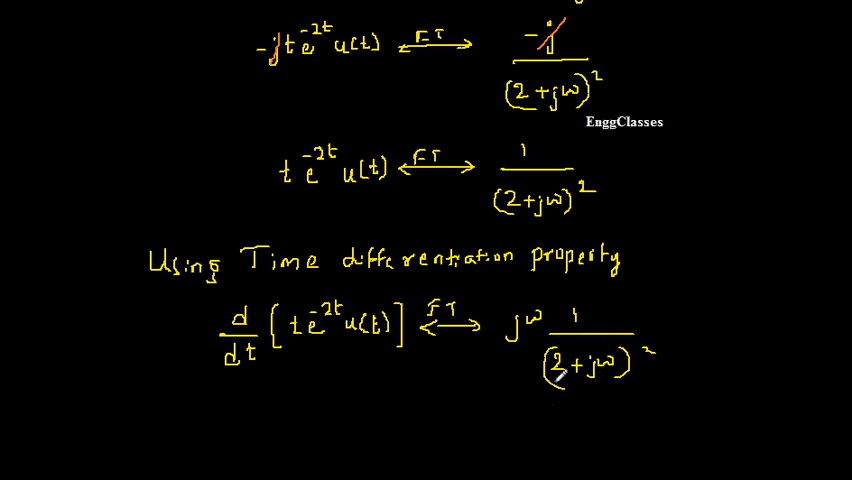 -jte^{-2t}u(t) ⟷^{FT} -j/(2+jω)^2
EnggClasses
te^{-2t}u(t) ⟷^{FT} 1/(2+jω)^2
Using Time differentiation property
d/dt [te^{-2t}u(t)] ⟷^{FT} jω 1/(2+jω)^2